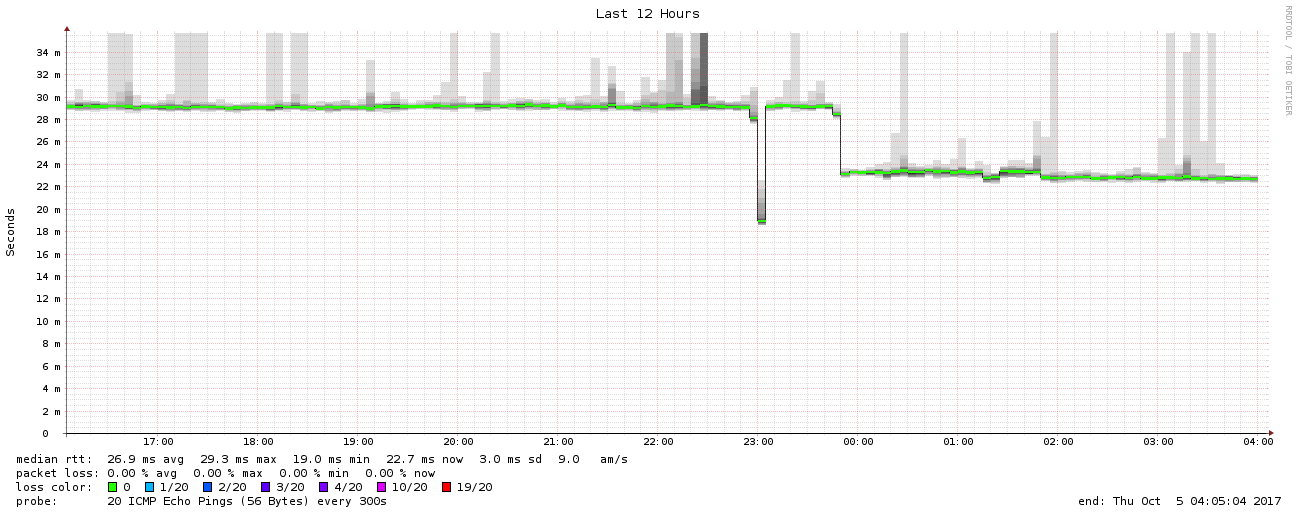 Last 12 Hours
RRDTOOL / TOBI OETIKER
Seconds
34 m
32 m
30 m
28 m
26 m
24 m
22 m
20 m
18 m
16 m
14 m
12 m
10 m
8 m
6 m
4 m
2 m
0
17:00 18:00 19:00 20:00 21:00 22:00 23:00 00:00 01:00 02:00 03:00 04:00
median rtt: 26.9 ms avg 29.3 ms max 19.0 ms min 22.7 ms now 3.0 ms sd 9.0 am/s
packet loss: 0.00 % avg 0.00 % max 0.00 % min 0.00 % now
loss color: 0 1/20 2/20 3/20 4/20 10/20 19/20
probe: 20 ICMP Echo Pings (56 Bytes) every 300s end: Thu Oct 5 04:05:04 2017